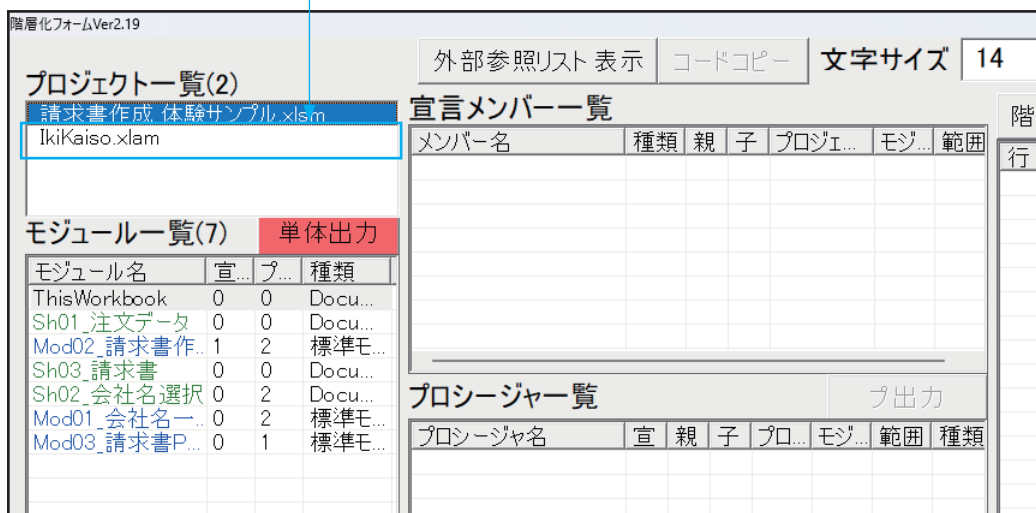 階層化フォームVer2.19
外部参照リスト 表示
コードコピー
文字サイズ
14
プロジェクト一覧(2)
請求書作成_体験サンプル.xlsm
IkiKaiso.xlam
宣言メンバー一覧
階
メンバー名 種類 親 子 プロジェ... モジ... 範囲
行
モジュール一覧(7)
単体出力
モジュール名 宣... プ... 種類
ThisWorkbook 0 0 Docu...
Sh01_注文データ 0 0 Docu...
Mod02_請求書作... 1 2 標準モ...
Sh03_請求書 0 0 Docu...
Sh02_会社名選択 0 2 Docu...
Mod01_会社名一... 0 2 標準モ...
Mod03_請求書P... 0 1 標準モ...
プロシージャー一覧
プ出力
プロシージャ名 宣 親 子 プロ... モジ... 範囲 種類